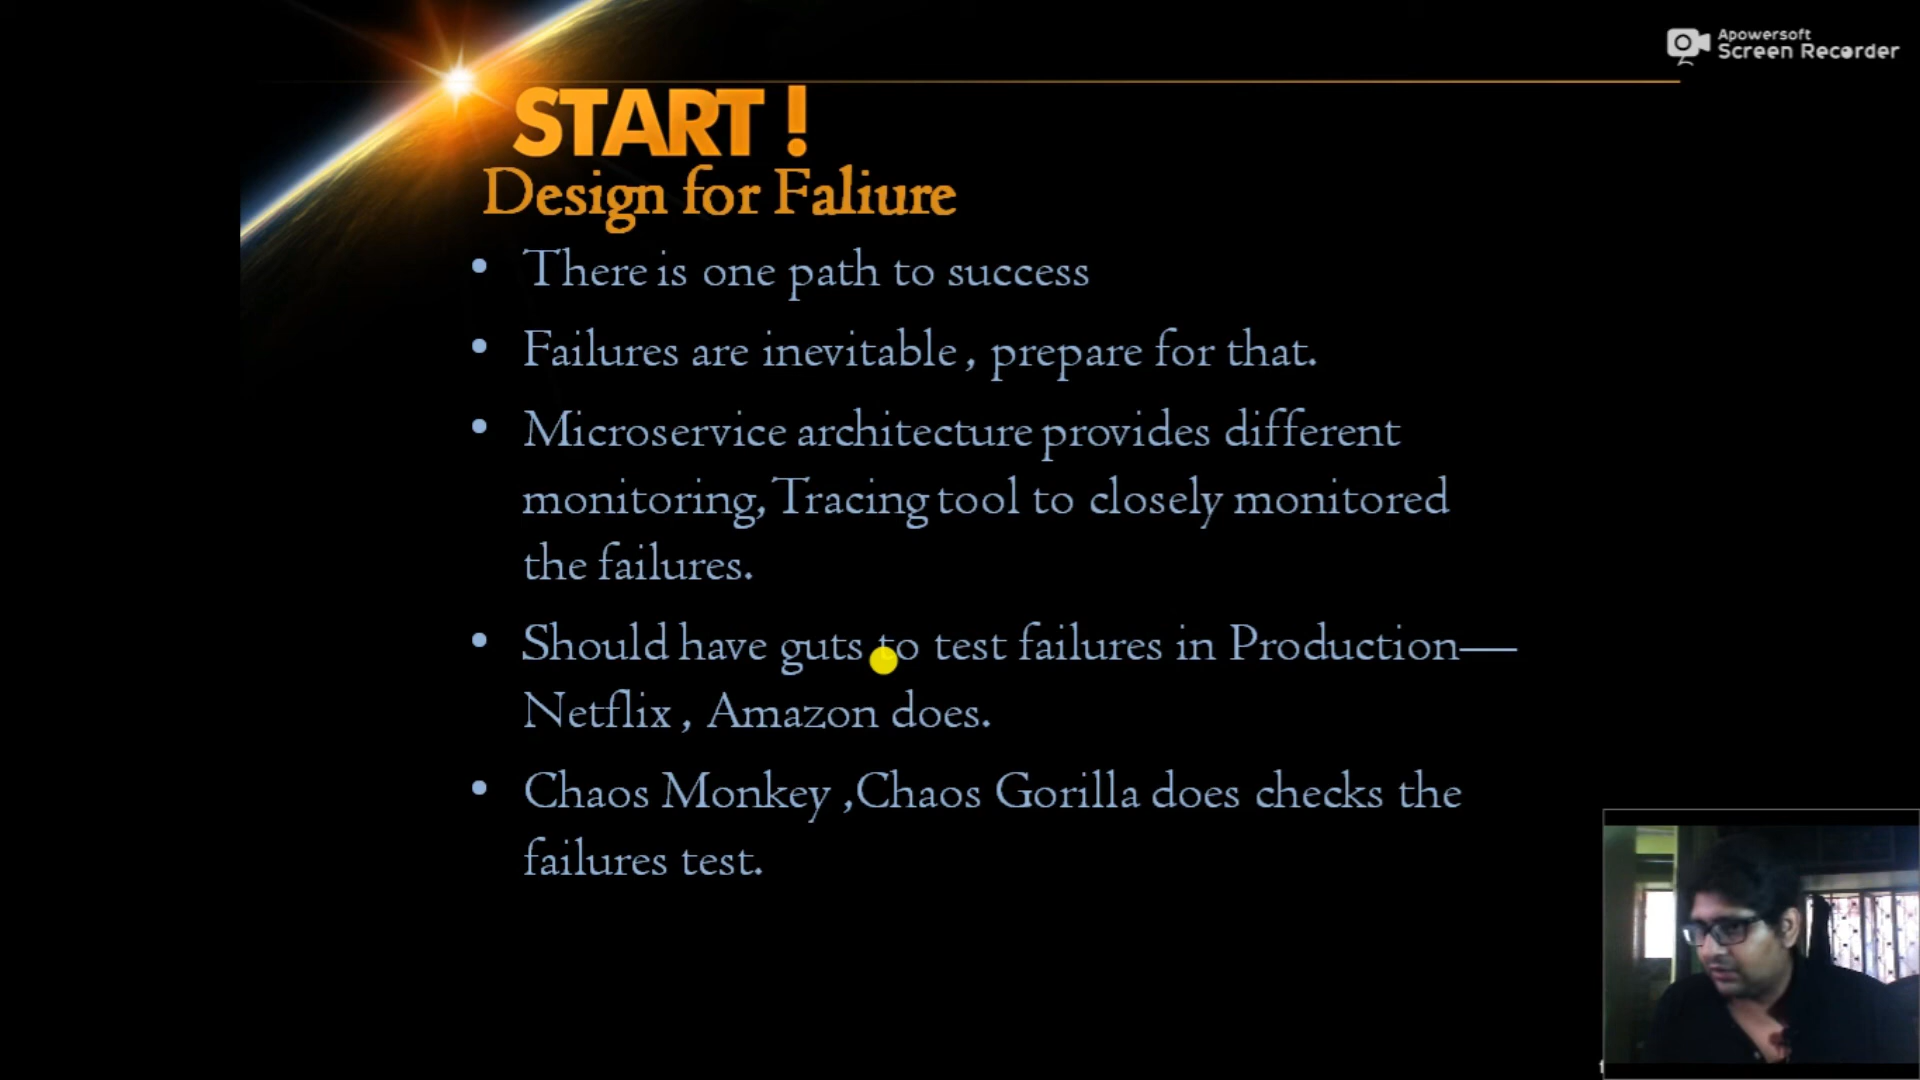 Apowersoft
Screen Recorder
START !
Design for Faliure
• There is one path to success
• Failures are inevitable , prepare for that.
• Microservice architecture provides different
monitoring, Tracing tool to closely monitored
the failures.
• Should have guts to test failures in Production—
Netflix , Amazon does.
• Chaos Monkey ,Chaos Gorilla does checks the
failures test.